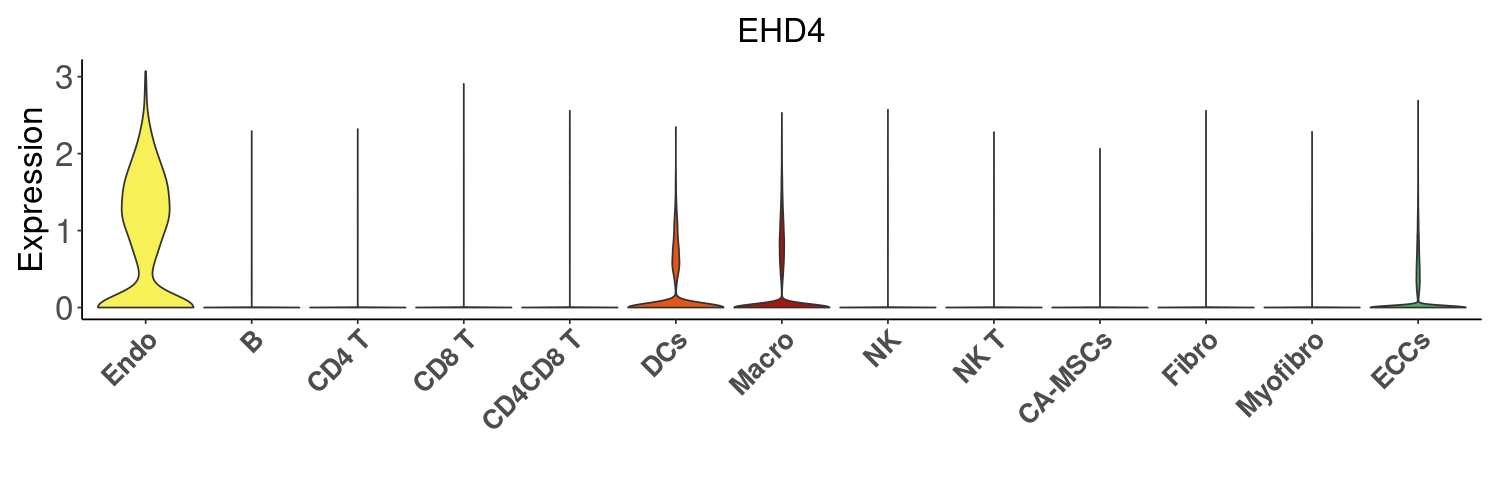 EHD4
Expression
3
2
1
0
Endo
B
CD4 T
CD8 T
CD4CD8 T
DCs
Macro
NK
NK T
CA-MSCs
Fibro
Myofibro
ECCs